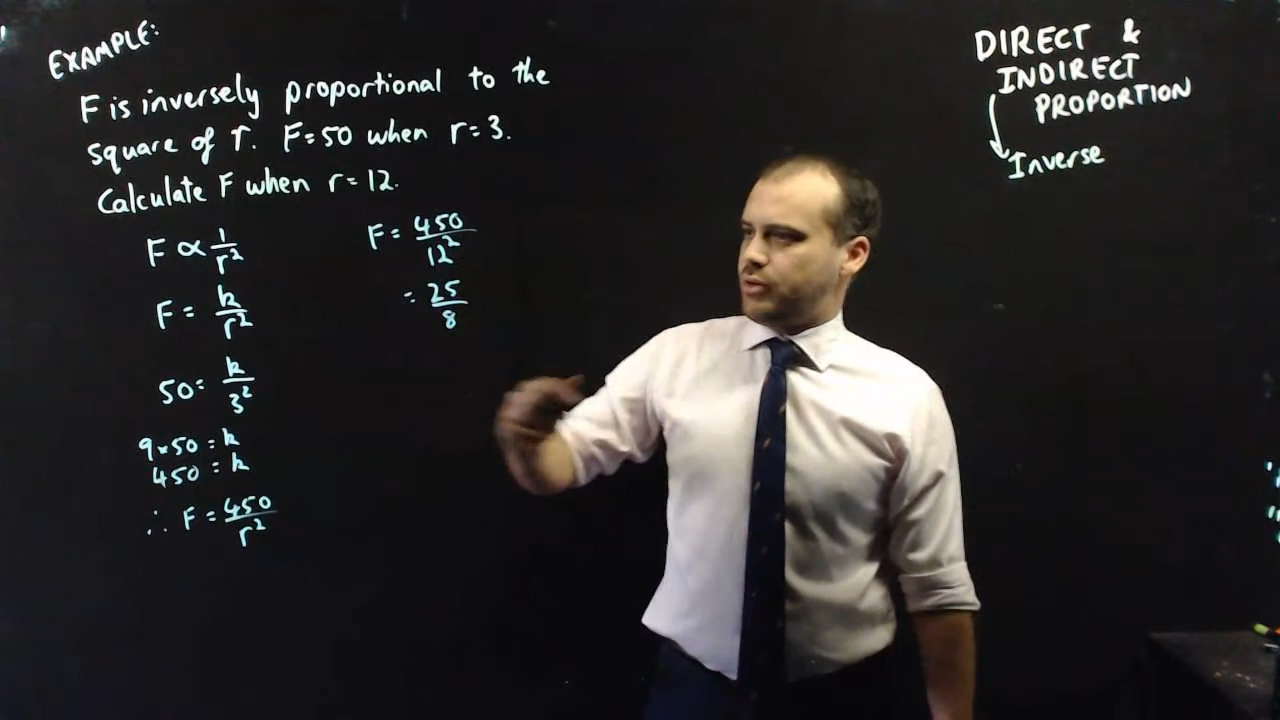 EXAMPLE:
F is inversely proportional to the
square of r. F=50 when r=3.
Calculate F when r=12.
F ∝ 1/r²
F = k/r²
50 = k/3²
9×50 = k
450 = k
∴ F = 450/r²
F = 450/12²
= 25/8
DIRECT &
INDIRECT
PROPORTION
Inverse